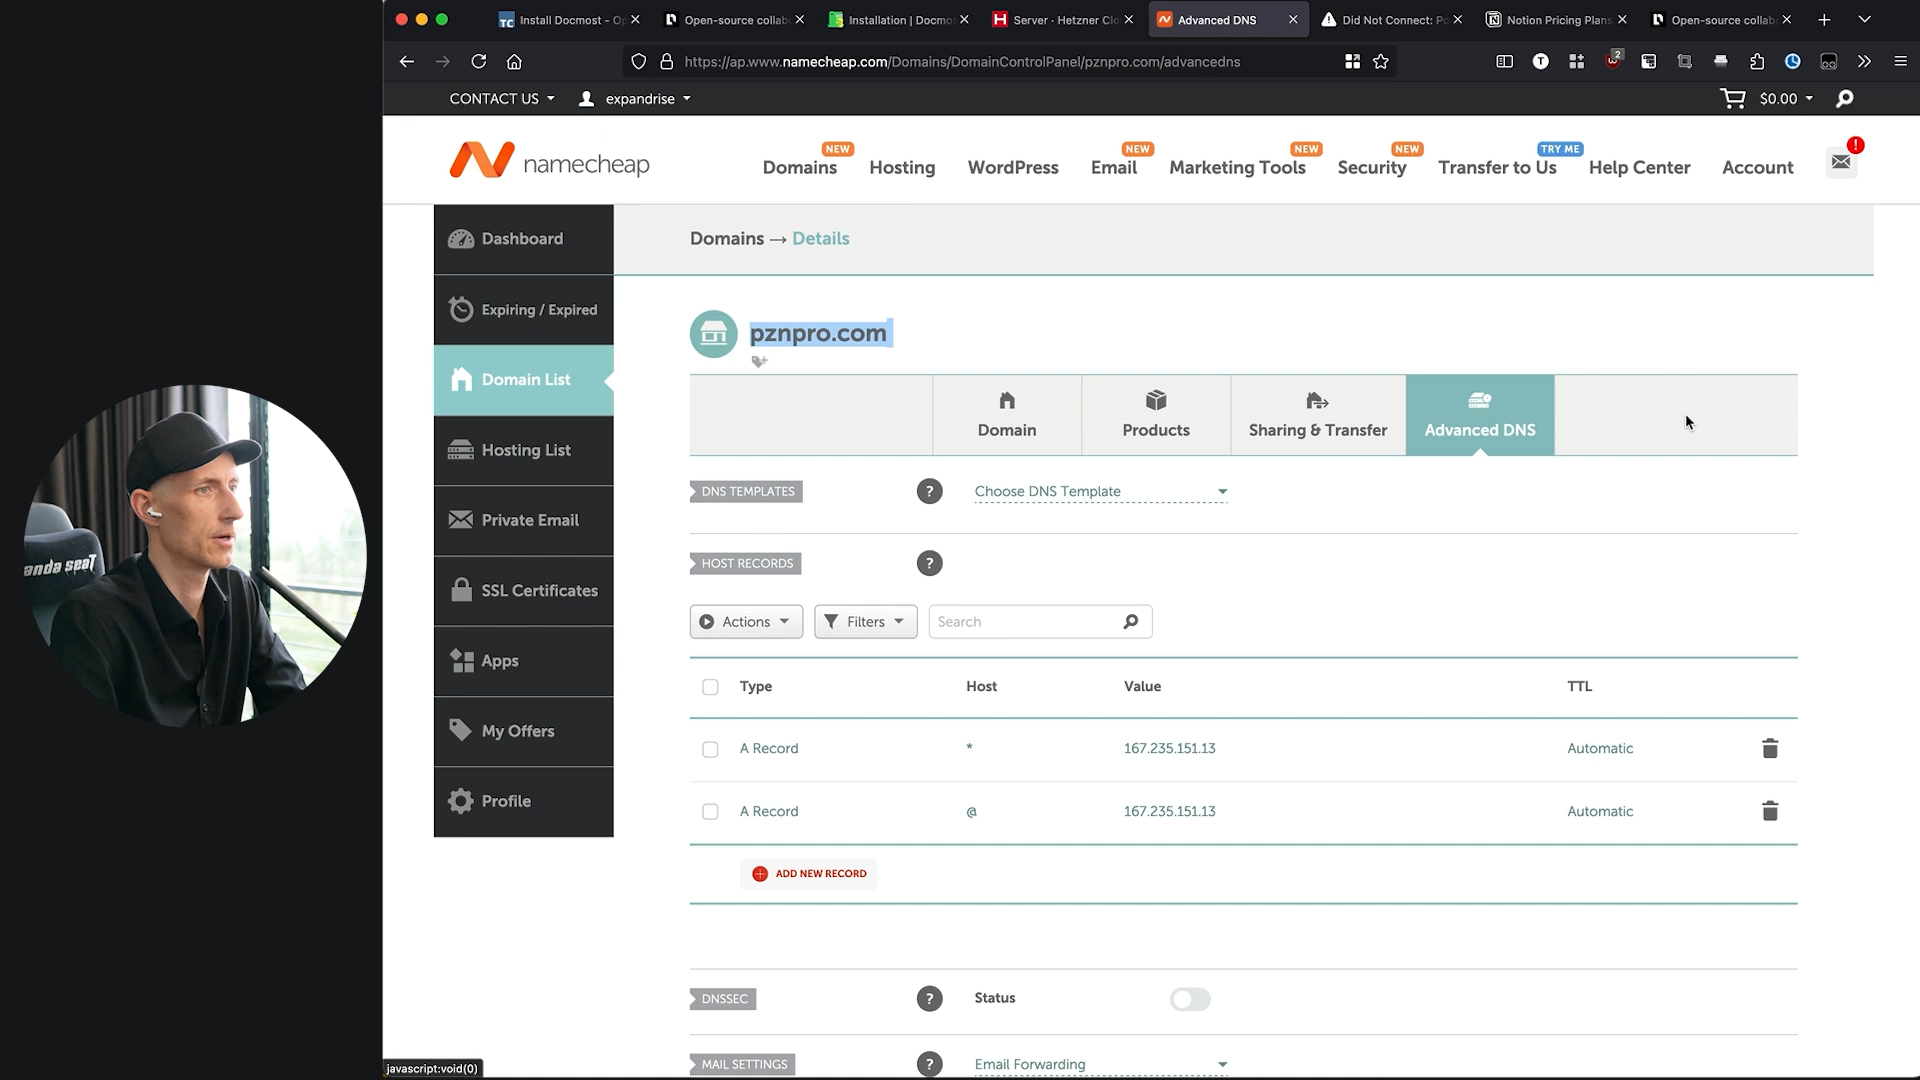 Install Docmost - Op
Open-source collab
Installation | Docmo
Server · Hetzner Clo
Advanced DNS
Did Not Connect: Po
Notion Pricing Plans
Open-source collab
https://ap.www.namecheap.com/Domains/DomainControlPanel/pznpro.com/advancedns
2
CONTACT US
expandrise
$0.00
namecheap
Domains
NEW
Hosting
WordPress
Email
NEW
Marketing Tools
NEW
Security
NEW
Transfer to Us
TRY ME
Help Center
Account
!
Dashboard
Expiring / Expired
Domain List
Hosting List
Private Email
SSL Certificates
Apps
My Offers
Profile
Domains → Details
pznpro.com
Domain
Products
Sharing & Transfer
Advanced DNS
DNS TEMPLATES
?
Choose DNS Template
HOST RECORDS
?
Actions
Filters
Search
Type Host Value TTL
A Record * 167.235.151.13 Automatic
A Record @ 167.235.151.13 Automatic
ADD NEW RECORD
DNSSEC
?
Status
MAIL SETTINGS
?
Email Forwarding
javascript:void(0)
anda seat